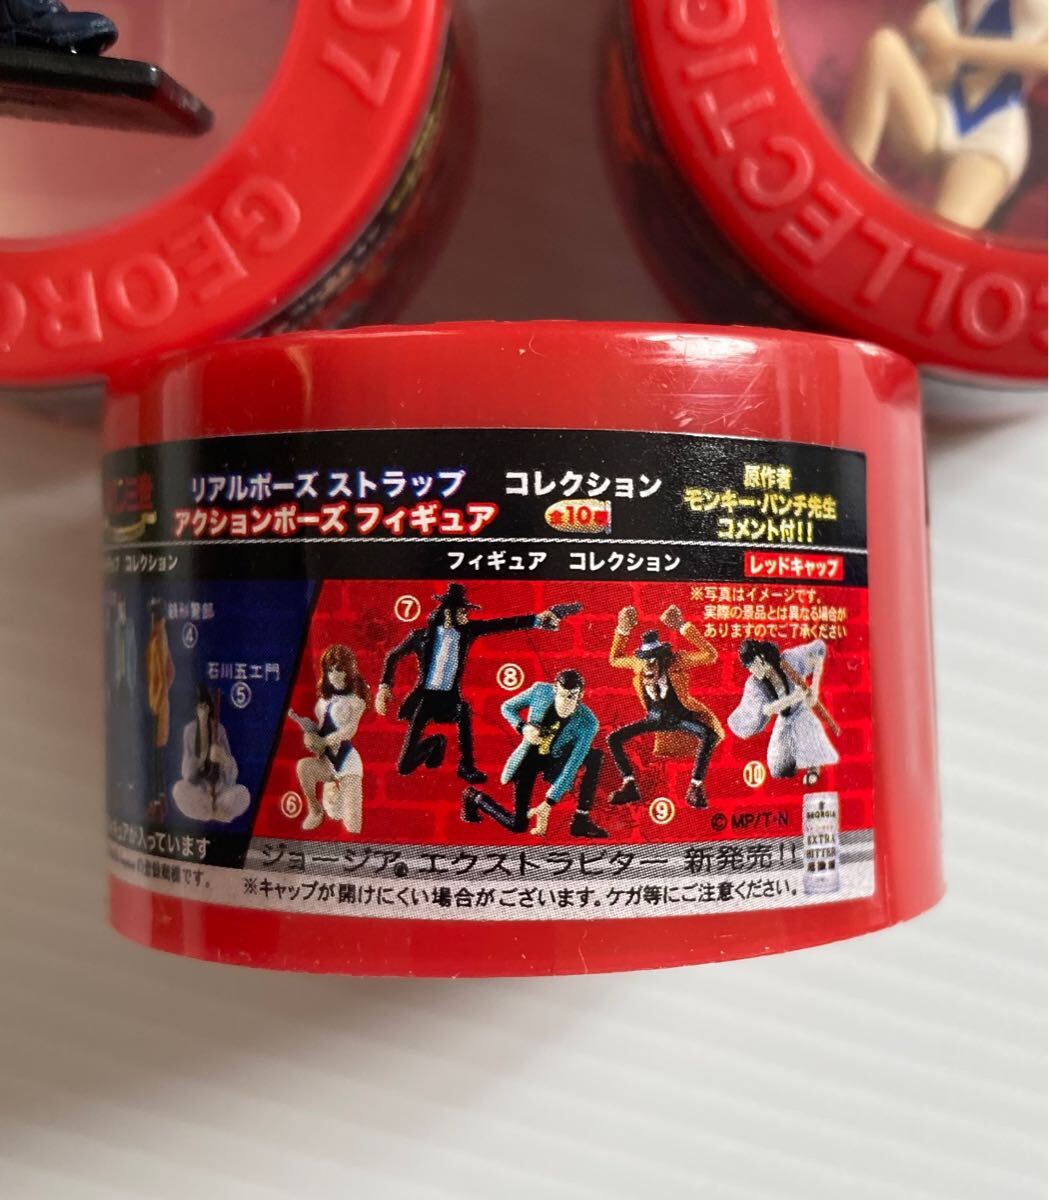 07 GEORG
COLLECTION
リアルポーズ ストラップ
アクションポーズ フィギュア
コレクション
全10種
原作者
モンキー・パンチ先生
コメント付!!
コレクション
フィギュア コレクション
レッドキャップ
※写真はイメージです。
実際の景品とは異なる場合が
ありますのでご了承ください
銭形警部
④
石川五エ門
⑤
⑦
⑧
⑥
⑨
⑩
©MP/T・N
GEORGIA
EXTRA
BITTER
ギュアが入っています
ジョージア® エクストラビター 新発売!!
の登録商標です。
※キャップが開けにくい場合がございます。ケガ等にご注意ください。